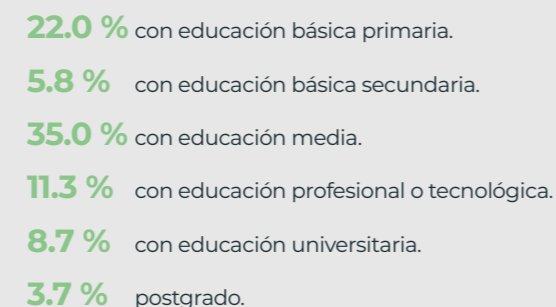 22.0 % con educación básica primaria.
5.8 % con educación básica secundaria.
35.0 % con educación media.
11.3 % con educación profesional o tecnológica.
8.7 % con educación universitaria.
3.7 % postgrado.